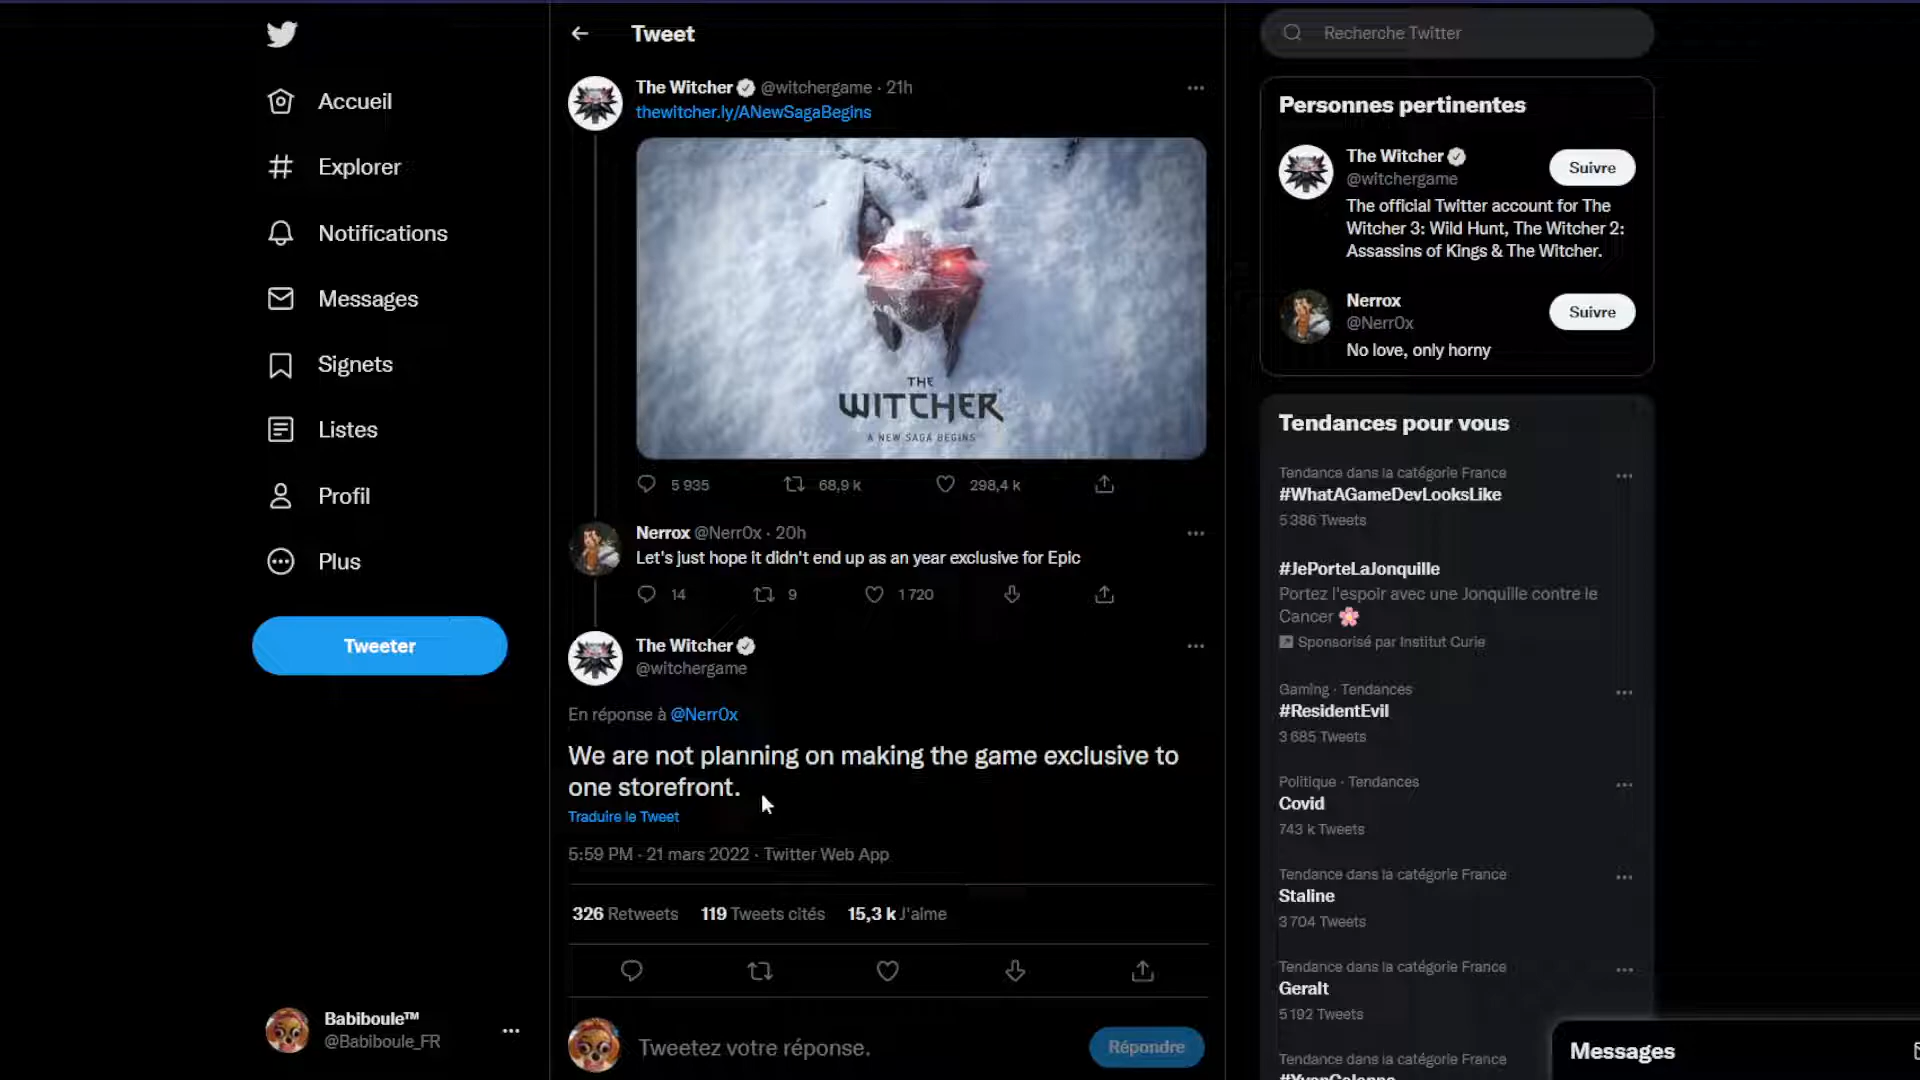 Accueil
Explorer
Notifications
Messages
Signets
Listes
Profil
Plus
Tweeter
Babiboule™
@Babiboule_FR
Tweet
The Witcher @witchergame · 21h
thewitcher.ly/ANewSagaBegins
THE
WITCHER
A NEW SAGA BEGINS
5 935 68,9 k 298,4 k
Nerrox @Nerr0x · 20h
Let's just hope it didn't end up as an year exclusive for Epic
14 9 1 720
The Witcher
@witchergame
En réponse à @Nerr0x
We are not planning on making the game exclusive to
one storefront.
Traduire le Tweet
5:59 PM · 21 mars 2022 · Twitter Web App
326 Retweets 119 Tweets cités 15,3 k J'aime
Tweetez votre réponse.
Répondre
Recherche Twitter
Personnes pertinentes
The Witcher
@witchergame
Suivre
The official Twitter account for The
Witcher 3: Wild Hunt, The Witcher 2:
Assassins of Kings & The Witcher.
Nerrox
@Nerr0x
Suivre
No love, only horny
Tendances pour vous
Tendance dans la catégorie France
#WhatAGameDevLooksLike
5 386 Tweets
#JePorteLaJonquille
Portez l'espoir avec une Jonquille contre le
Cancer
Sponsorisé par Institut Curie
Gaming · Tendances
#ResidentEvil
3 685 Tweets
Politique · Tendances
Covid
743 k Tweets
Tendance dans la catégorie France
Staline
3 704 Tweets
Tendance dans la catégorie France
Geralt
5 192 Tweets
Tendance dans la catégorie France
Messages